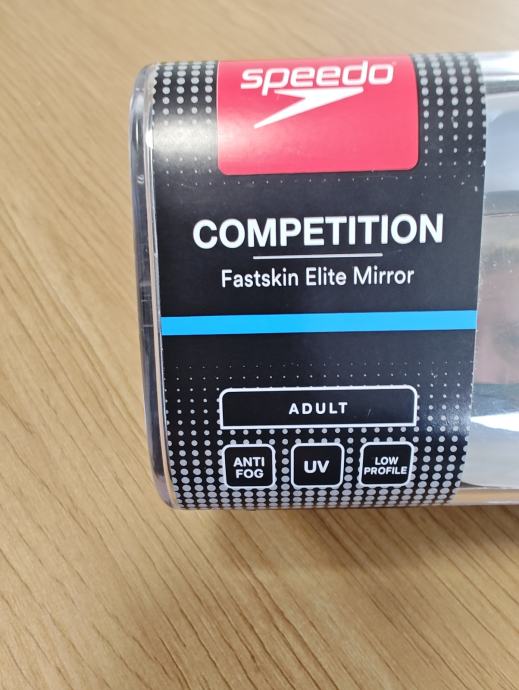 speedo
COMPETITION
Fastskin Elite Mirror
ADULT
ANTI
FOG
UV
LOW
PROFILE